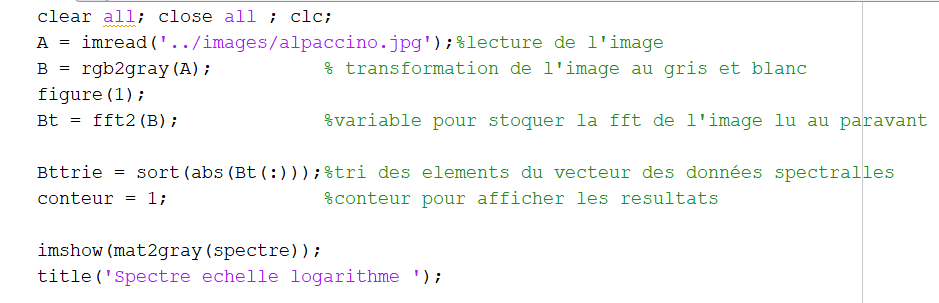 clear all; close all ; clc;
A = imread('../images/alpaccino.jpg');%lecture de l'image
B = rgb2gray(A);          % transformation de l'image au gris et blanc
figure(1);
Bt = fft2(B);             %variable pour stoquer la fft de l'image lu au paravant
Bttrie = sort(abs(Bt(:)));%tri des elements du vecteur des données spectralles
conteur = 1;              %conteur pour afficher les resultats
imshow(mat2gray(spectre));
title('Spectre echelle logarithme ');